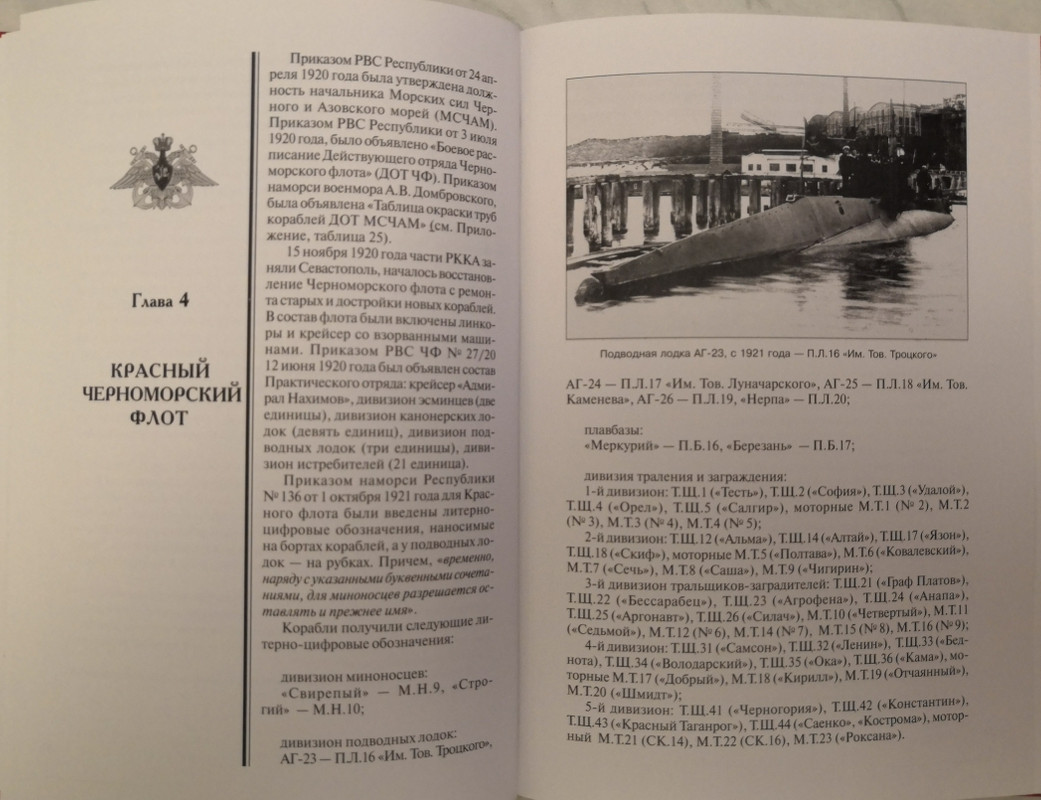 Глава 4
КРАСНЫЙ
ЧЕРНОМОРСКИЙ
ФЛОТ
Приказом РВС Республики от 24 ап-
реля 1920 года была утверждена долж-
ность начальника Морских сил Чер-
ного и Азовского морей (МСЧАМ).
Приказом РВС Республики от 3 июля
1920 года, было объявлено «Боевое рас-
писание Действующего отряда Черно-
морского флота» (ДОТ ЧФ). Приказом
наморси военмора А.В. Домбровского,
была объявлена «Таблица окраски труб
кораблей ДОТ МСЧАМ» (см. Прило-
жение, таблица 25).
15 ноября 1920 года части РККА за-
няли Севастополь, началось восстанов-
ление Черноморского флота с ремон-
та старых и достройки новых кораблей.
В состав флота были включены линко-
ры и крейсер со взорванными маши-
нами. Приказом РВС ЧФ № 27/20
12 июня 1920 года был объявлен состав
Практического отряда: крейсер «Адми-
рал Нахимов», дивизион эсминцев (две
единицы), дивизион канонерских ло-
док (девять единиц), дивизион под-
водных лодок (три единицы), диви-
зион истребителей (21 единица).
Приказом наморси Республики
№ 136 от 1 октября 1921 года для Крас-
ного флота были введены литерно-
цифровые обозначения, наносимые
на бортах кораблей, а у подводных ло-
док — на рубках. Причем, «временно,
наряду с указанными буквенными сочета-
ниями, для миноносцев разрешается ос-
тавлять и прежнее имя».
Корабли получили следующие ли-
терно-цифровые обозначения:
дивизион миноносцев:
«Свирепый» — М.Н.9, «Стро-
гий» — М.Н.10;
дивизион подводных лодок:
АГ-23 — П.Л.16 «Им. Тов. Троцкого»,
Подводная лодка АГ-23, с 1921 года — П.Л.16 «Им. Тов. Троцкого»
АГ-24 — П.Л.17 «Им. Тов. Луначарского», АГ-25 — П.Л.18 «Им. Тов.
Каменева», АГ-26 — П.Л.19, «Нерпа» — П.Л.20;
плавбазы:
«Меркурий» — П.Б.16, «Березань» — П.Б.17;
дивизия траления и заграждения:
1-й дивизион: Т.Щ.1 («Тесть»), Т.Щ.2 («София»), Т.Щ.3 («Удалой»),
Т.Щ.4 («Орел»), Т.Щ.5 («Салгир»), моторные М.Т.1 (№ 2), М.Т.2
(№ 3), М.Т.3 (№ 4), М.Т.4 (№ 5);
2-й дивизион: Т.Щ.12 («Альма»), Т.Щ.14 («Алтай»), Т.Щ.17 («Язон»),
Т.Щ.18 («Скиф»), моторные М.Т.5 («Полтава»), М.Т.6 («Ковалевский»),
М.Т.7 («Сечь»), М.Т.8 («Саша»), М.Т.9 («Чигирин»);
3-й дивизион тральщиков-заградителей: Т.Щ.21 («Граф Платов»),
Т.Щ.22 («Бессарабец»), Т.Щ.23 («Агрофена»), Т.Щ.24 («Анапа»),
Т.Щ.25 («Аргонавт»), Т.Щ.26 («Силач»), М.Т.10 («Четвертый»), М.Т.11
(«Седьмой»), М.Т.12 (№ 6), М.Т.14 (№ 7), М.Т.15 (№ 8), М.Т.16 (№ 9);
4-й дивизион: Т.Щ.31 («Самсон»), Т.Щ.32 («Ленин»), Т.Щ.33 («Бед-
нота), Т.Щ.34 («Володарский»), Т.Щ.35 («Ока»), Т.Щ.36 («Кама»), мо-
торные М.Т.17 («Добрый»), М.Т.18 («Кирилл»), М.Т.19 («Отчаянный»),
М.Т.20 («Шмидт»);
5-й дивизион: Т.Щ.41 («Черногория»), Т.Щ.42 («Константин»),
Т.Щ.43 («Красный Таганрог»), Т.Щ.44 («Саенко», «Кострома»), мотор-
ный М.Т.21 (СК.14), М.Т.22 (СК.16), М.Т.23 («Роксана»).